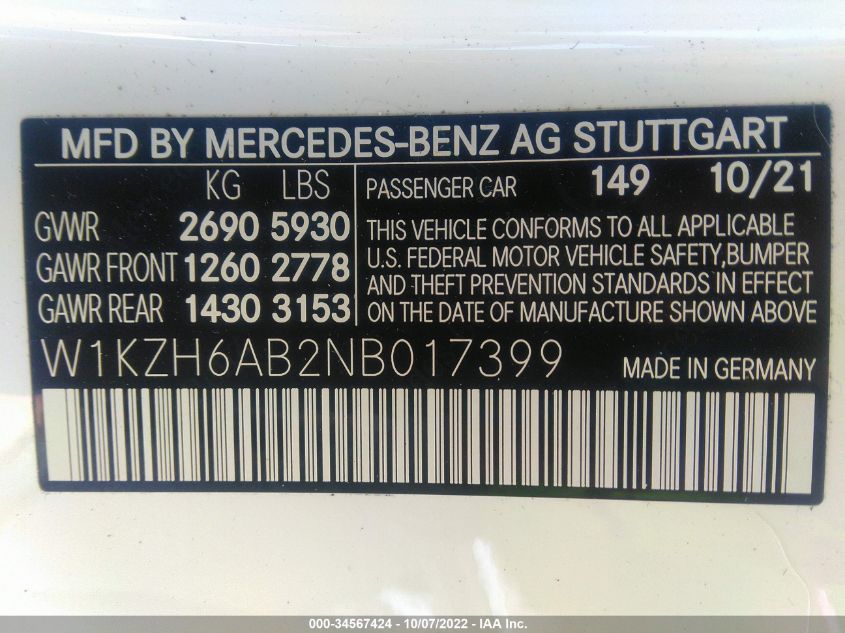 MFD BY MERCEDES-BENZ AG STUTTGART
KG LBS
GVWR 2690 5930
GAWR FRONT 1260 2778
GAWR REAR 1430 3153
PASSENGER CAR 149 10/21
THIS VEHICLE CONFORMS TO ALL APPLICABLE
U.S. FEDERAL MOTOR VEHICLE SAFETY,BUMPER
AND THEFT PREVENTION STANDARDS IN EFFECT
ON THE DATE OF MANUFACTURE SHOWN ABOVE
W1KZH6AB2NB017399 MADE IN GERMANY
000-34567424 - 10/07/2022 - IAA Inc.